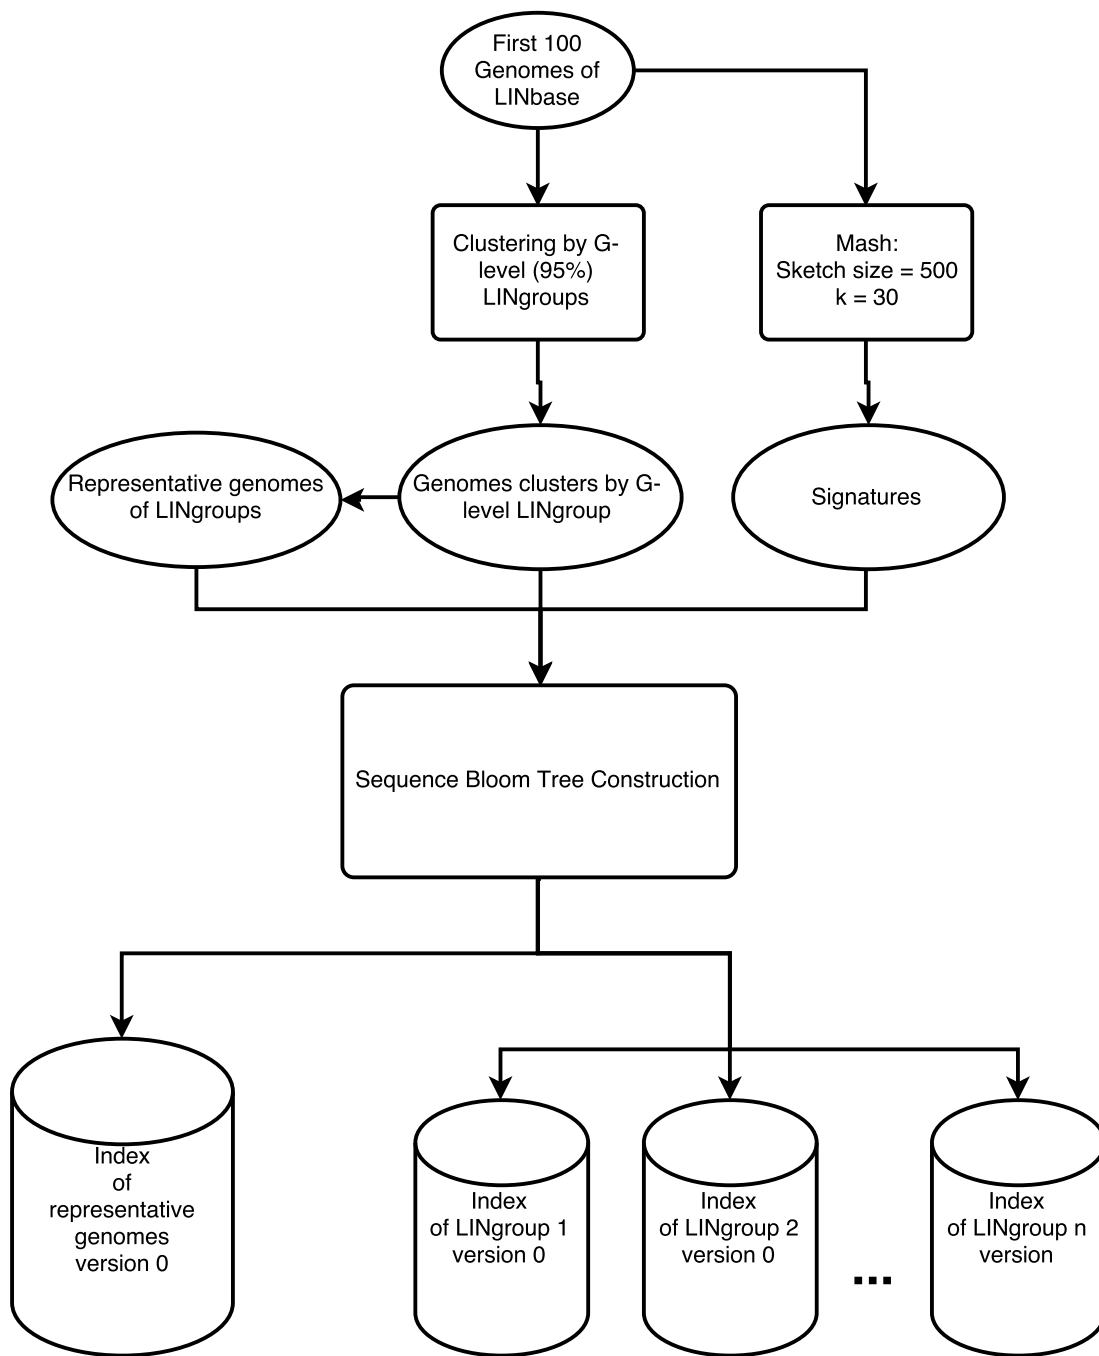 First 100
Genomes of
LINbase
Clustering by G-
level (95%)
LINgroups
Mash:
Sketch size = 500
k = 30
Representative genomes
of LINgroups
Genomes clusters by G-
level LINgroup
Signatures
Sequence Bloom Tree Construction
Index
of
representative
genomes
version 0
Index
of LINgroup 1
version 0
Index
of LINgroup 2
version 0
...
Index
of LINgroup n
version